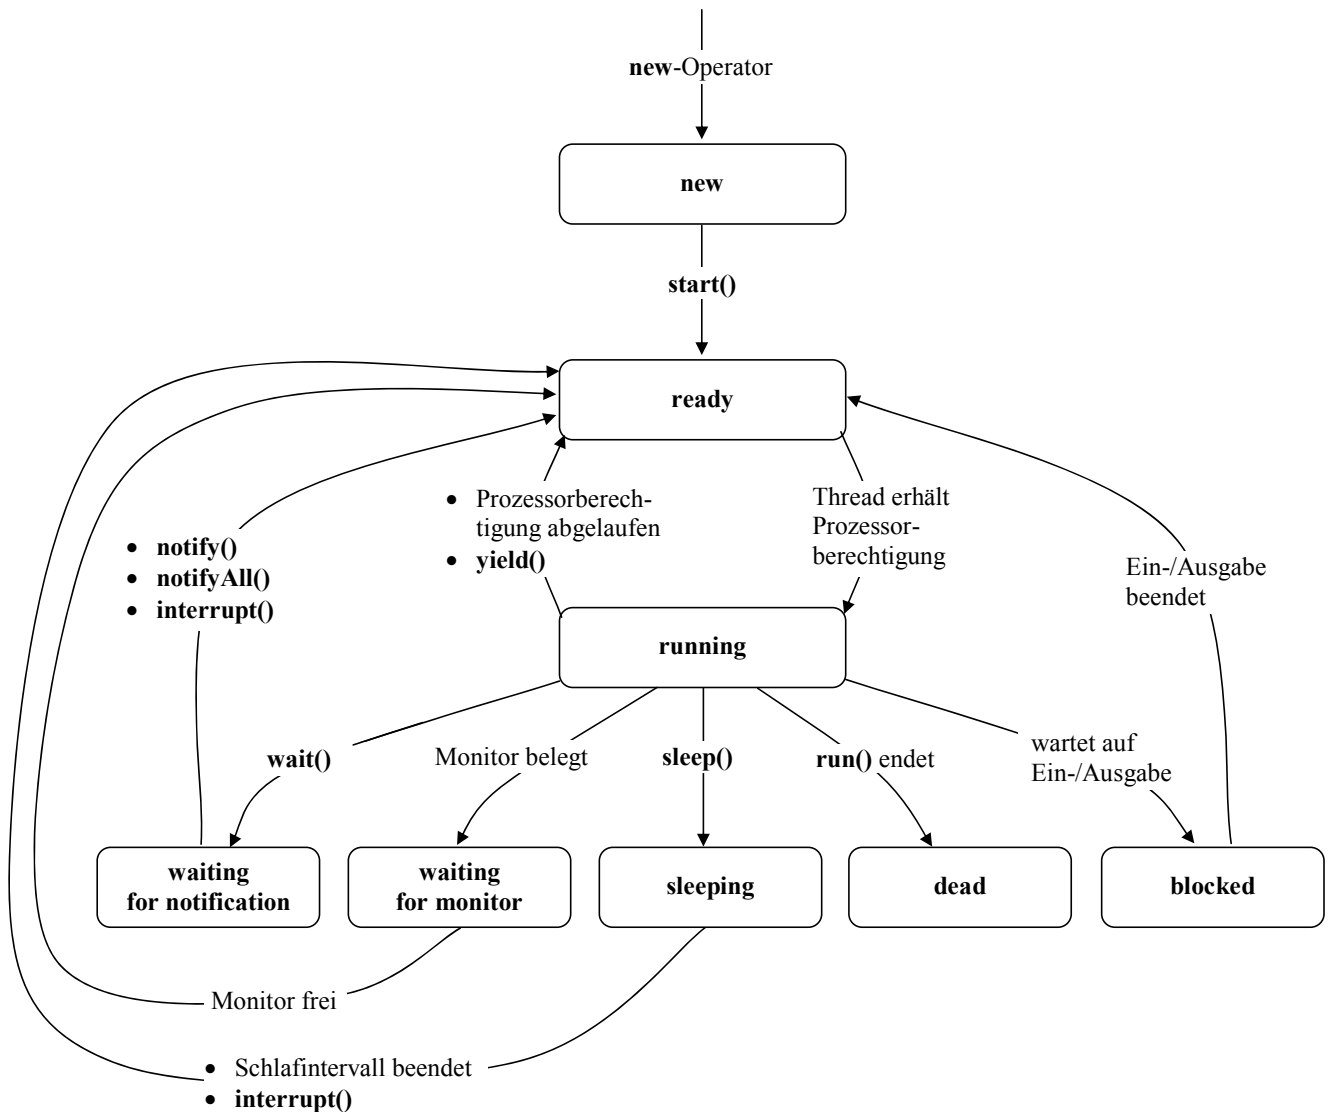 new-Operator
new
start()
ready
• Prozessorberech-
tigung abgelaufen
• yield()
Thread erhält
Prozessor-
berechtigung
• notify()
• notifyAll()
• interrupt()
Ein-/Ausgabe
beendet
running
wait()
Monitor belegt
sleep()
run() endet
wartet auf
Ein-/Ausgabe
waiting
for notification
waiting
for monitor
sleeping
dead
blocked
Monitor frei
• Schlafintervall beendet
• interrupt()